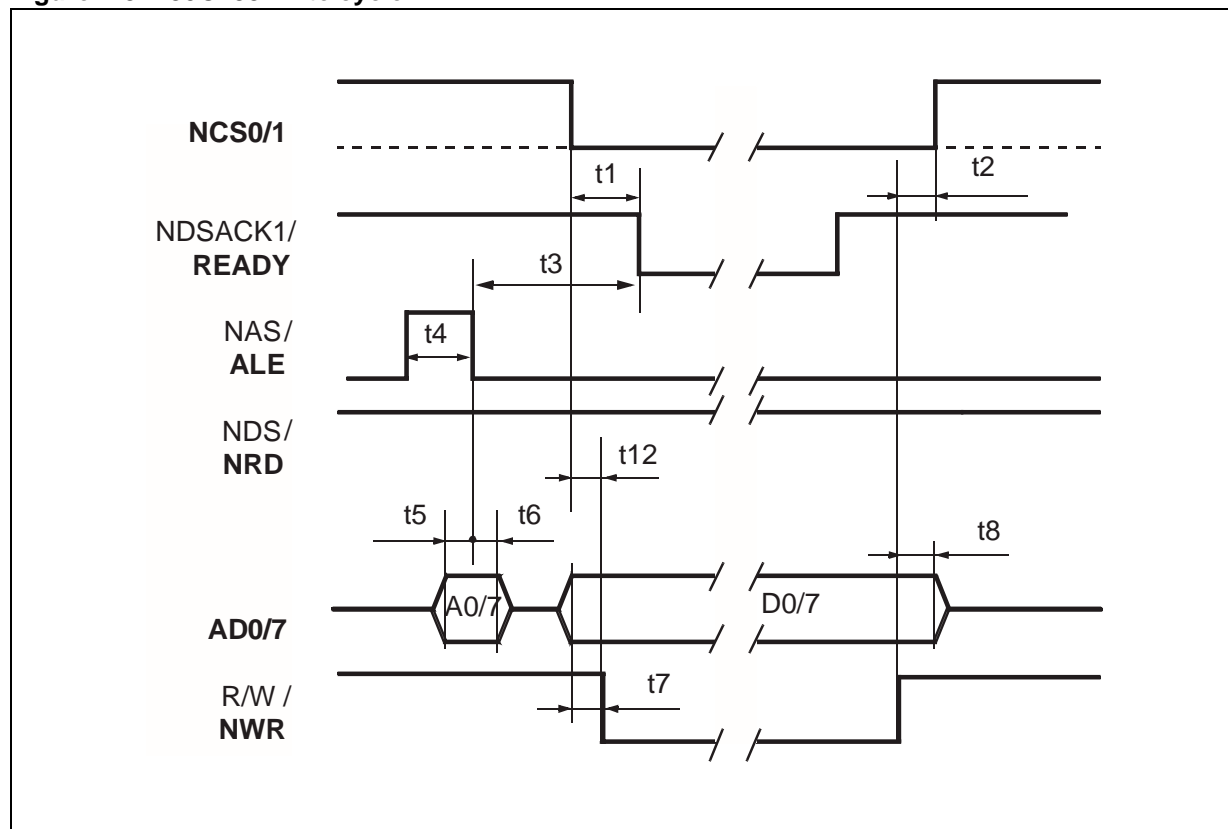 NCS0/1
t1
t2
NDSACK1/
READY
t3
NAS/
ALE
t4
NDS/
NRD
t12
t5
t6
t8
AD0/7
A0/7
D0/7
R/W /
NWR
t7